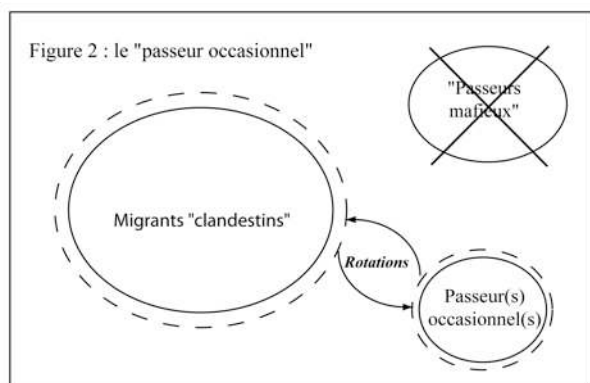 Figure 2 : le "passeur occasionnel"
"Passeurs
mafieux"
Migrants "clandestins"
Rotations
Passeur(s)
occasionnel(s)